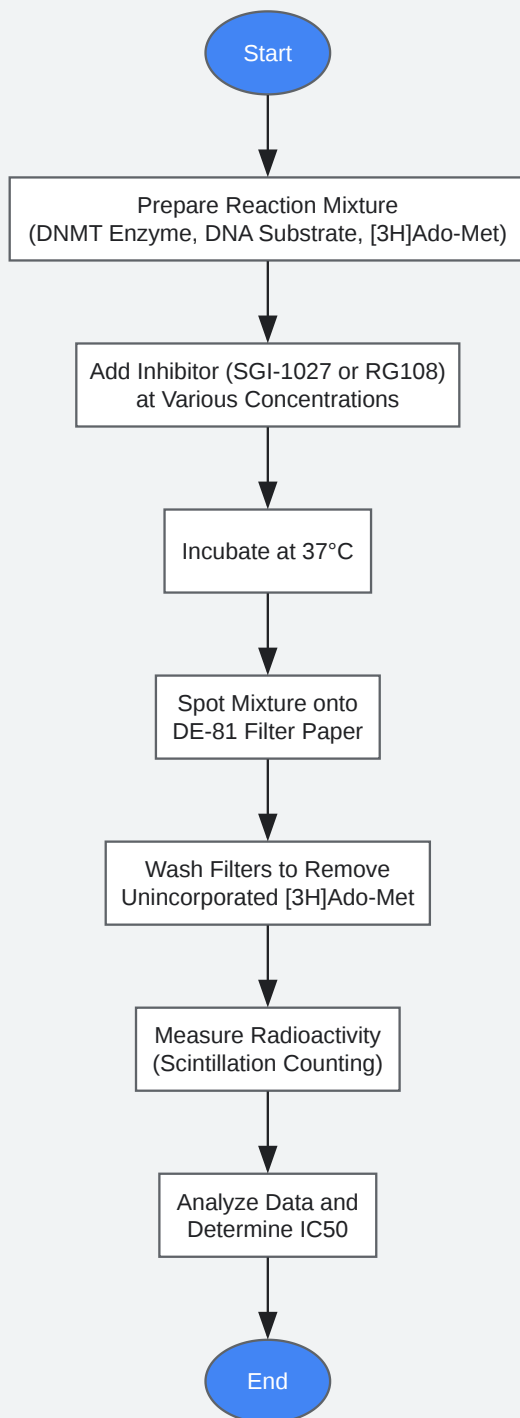 Start
Prepare Reaction Mixture
(DNMT Enzyme, DNA Substrate, [3H]Ado-Met)
Add Inhibitor (SGI-1027 or RG108)
at Various Concentrations
Incubate at 37°C
Spot Mixture onto
DE-81 Filter Paper
Wash Filters to Remove
Unincorporated [3H]Ado-Met
Measure Radioactivity
(Scintillation Counting)
Analyze Data and
Determine IC50
End